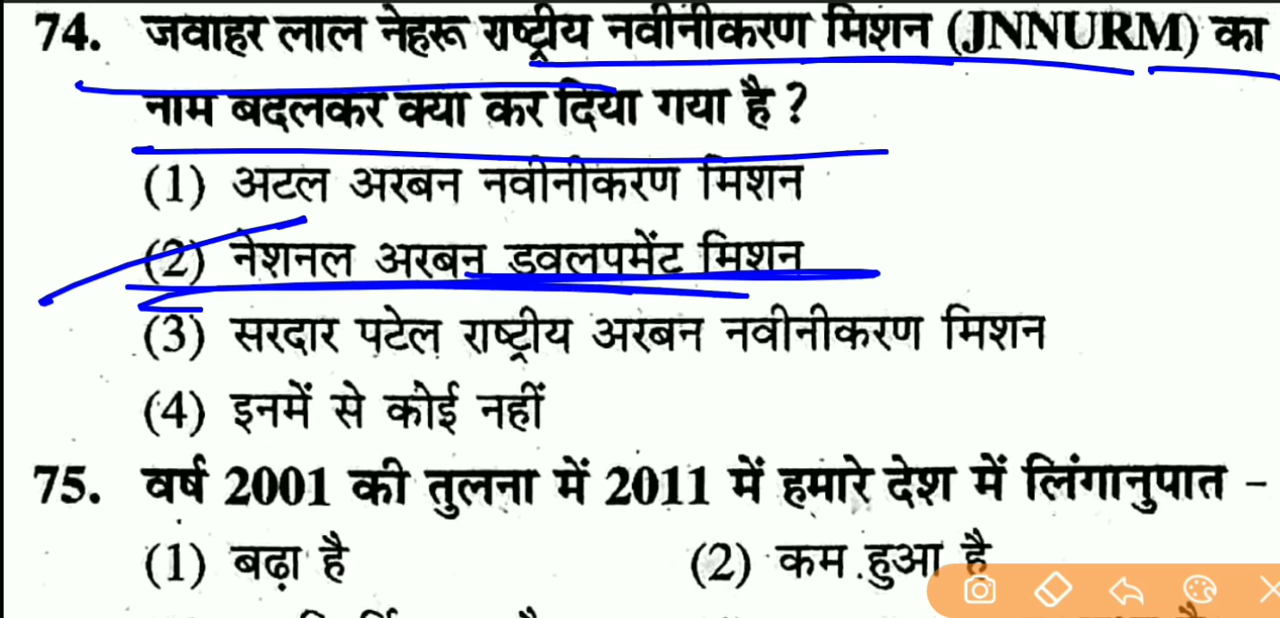 74. जवाहर लाल नेहरू राष्ट्रीय नवीनीकरण मिशन (JNNURM) का
नाम बदलकर क्या कर दिया गया है ?
(1) अटल अरबन नवीनीकरण मिशन
(2) नेशनल अरबन डवलपमेंट मिशन
(3) सरदार पटेल राष्ट्रीय अरबन नवीनीकरण मिशन
(4) इनमें से कोई नहीं
75. वर्ष 2001 की तुलना में 2011 में हमारे देश में लिंगानुपात -
(1) बढ़ा है (2) कम हुआ है